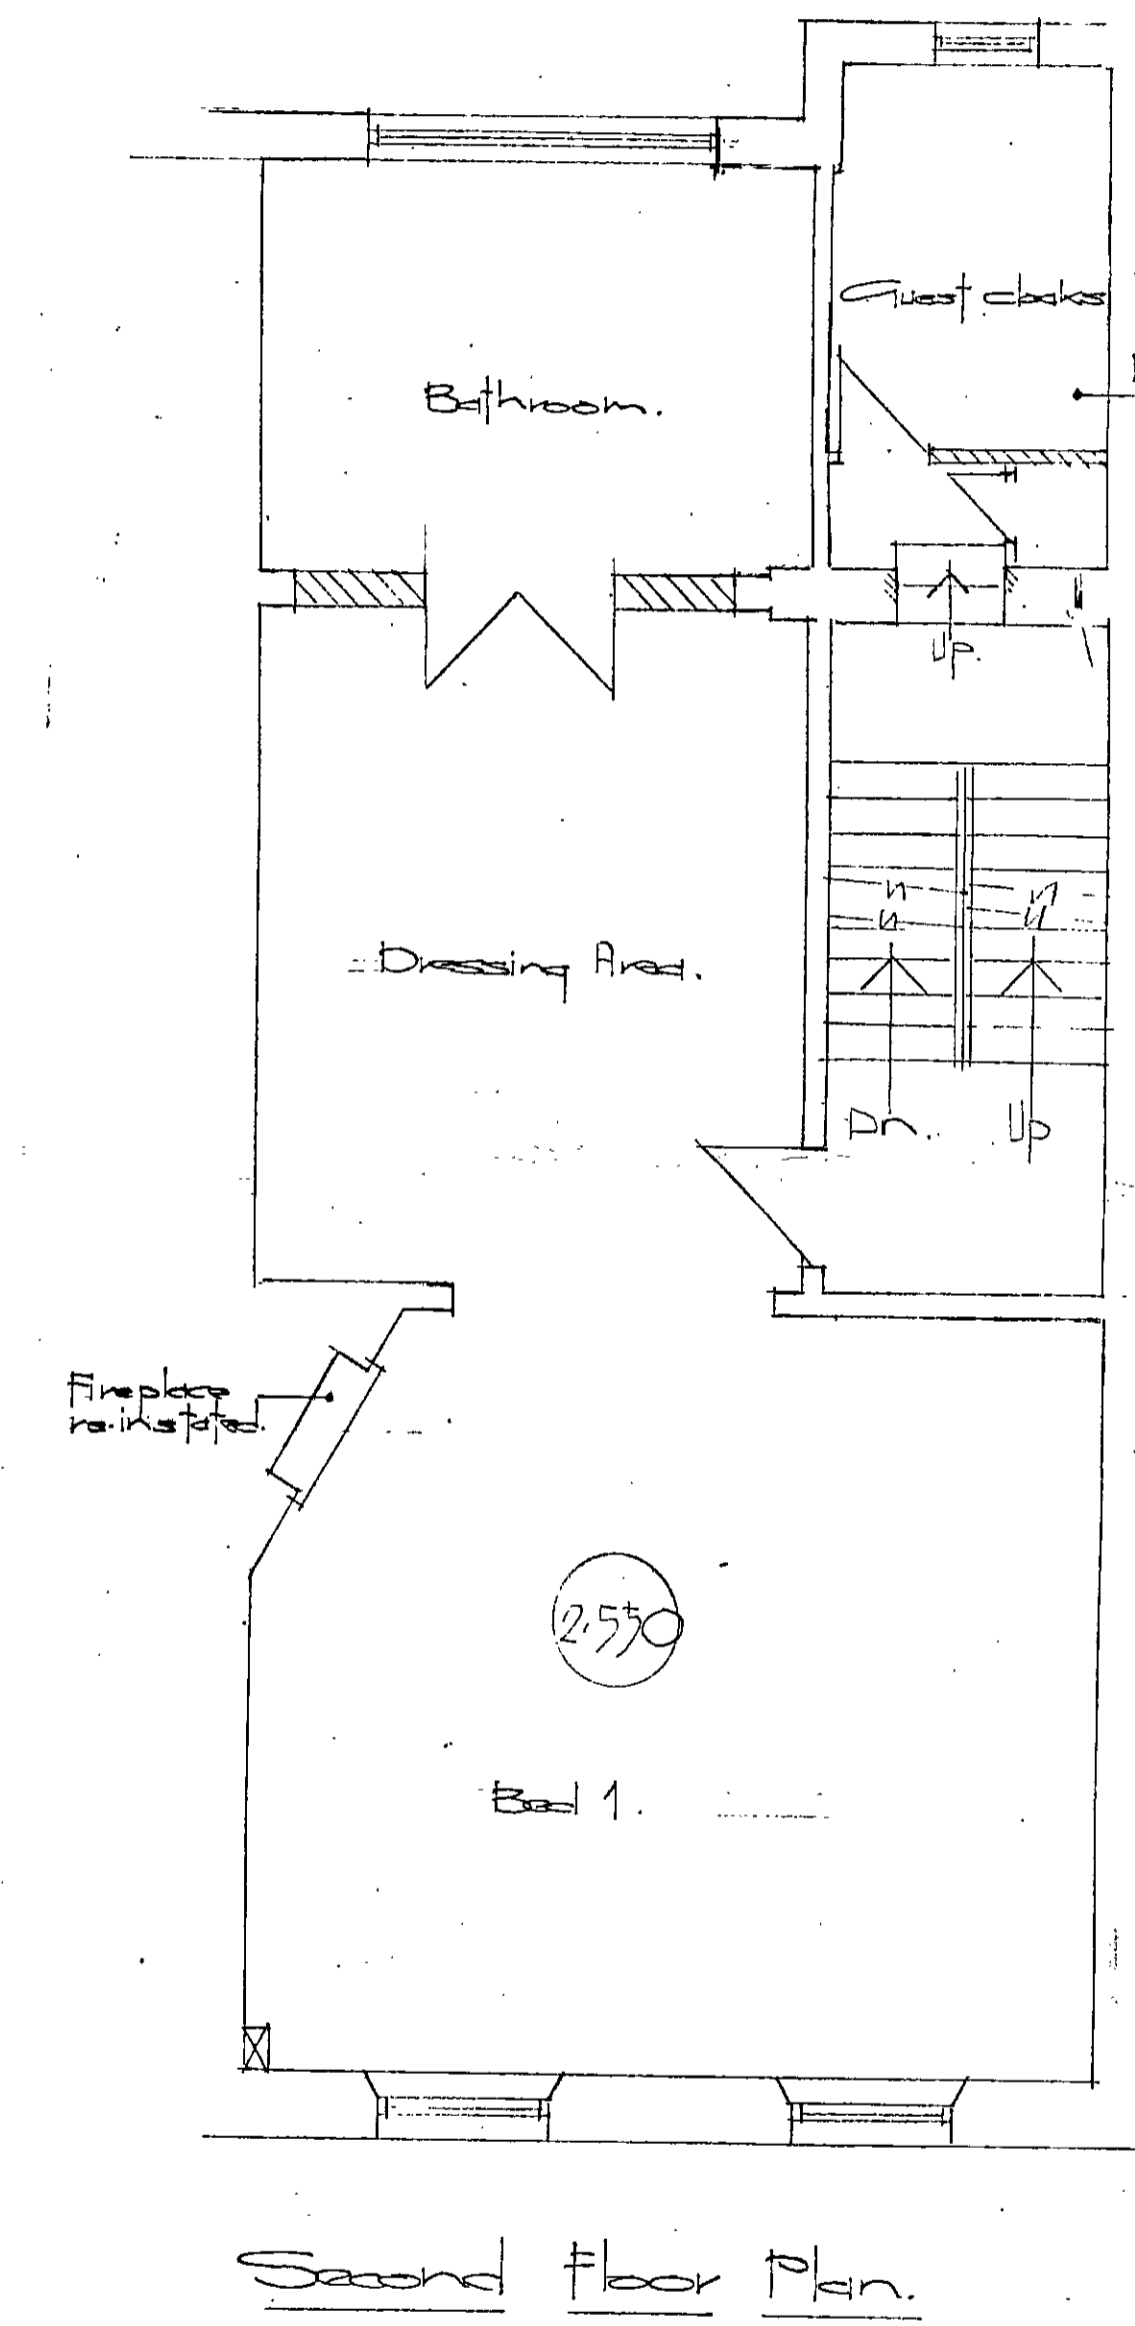 Guest cloaks
Bathroom.
Up.
Dressing Area.
Dn.
Up
Fireplace
re.instated.
2.550
Bed 1.
Second Floor Plan.